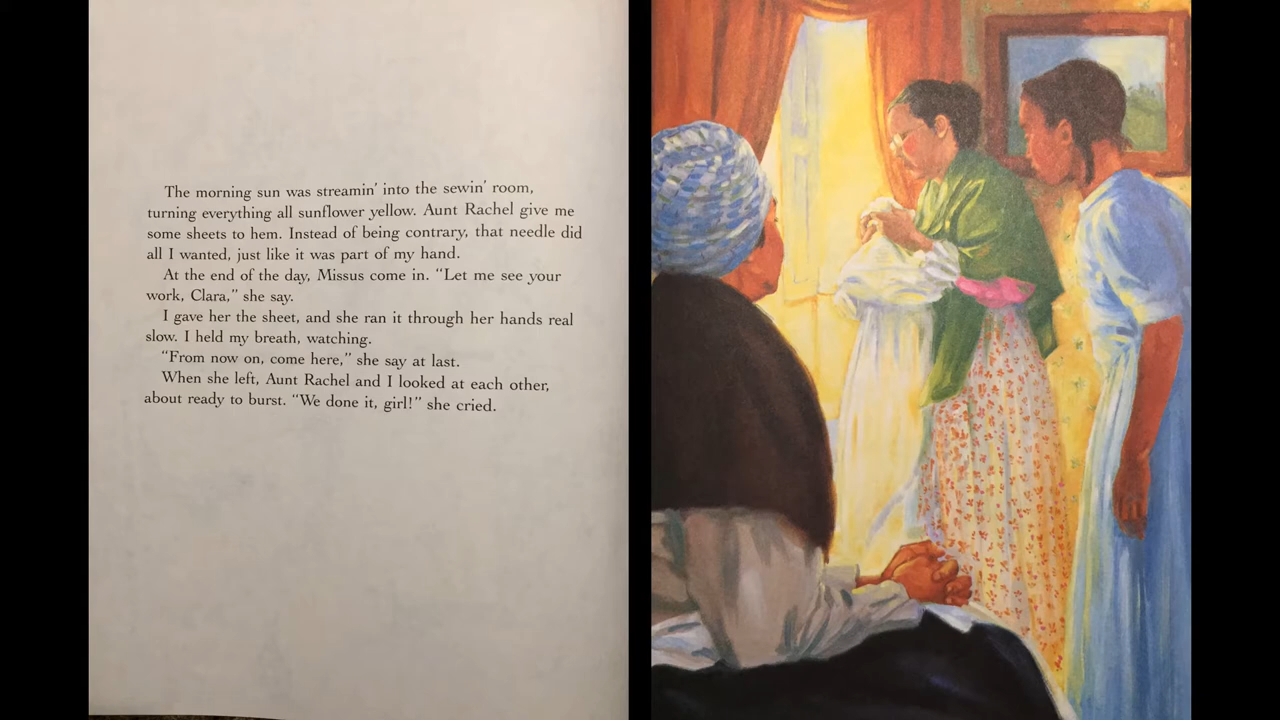 The morning sun was streamin' into the sewin' room,
turning everything all sunflower yellow. Aunt Rachel give me
some sheets to hem. Instead of being contrary, that needle did
all I wanted, just like it was part of my hand.
At the end of the day, Missus come in. “Let me see your
work, Clara,” she say.
I gave her the sheet, and she ran it through her hands real
slow. I held my breath, watching.
“From now on, come here,” she say at last.
When she left, Aunt Rachel and I looked at each other,
about ready to burst. “We done it, girl!” she cried.